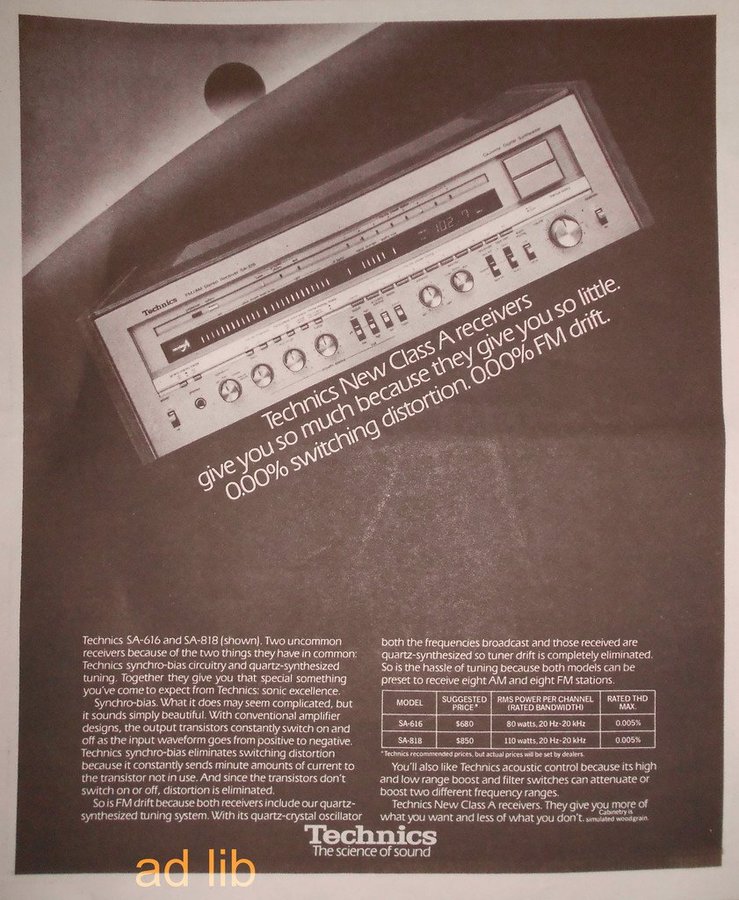 Technics
FM/AM Stereo Receiver SA-818
Quartz Digital Synthesizer
102.9
Technics New Class A receivers
give you so much because they give you so little.
0.00% switching distortion. 0.00% FM drift.
Technics SA-616 and SA-818 (shown). Two uncommon
receivers because of the two things they have in common:
Technics synchro-bias circuitry and quartz-synthesized
tuning. Together they give you that special something
you've come to expect from Technics: sonic excellence.
Synchro-bias. What it does may seem complicated, but
it sounds simply beautiful. With conventional amplifier
designs, the output transistors constantly switch on and
off as the input waveform goes from positive to negative.
Technics synchro-bias eliminates switching distortion
because it constantly sends minute amounts of current to
the transistor not in use. And since the transistors don't
switch on or off, distortion is eliminated.
So is FM drift because both receivers include our quartz-
synthesized tuning system. With its quartz-crystal oscillator
both the frequencies broadcast and those received are
quartz-synthesized so tuner drift is completely eliminated.
So is the hassle of tuning because both models can be
preset to receive eight AM and eight FM stations.
MODEL SUGGESTED PRICE* RMS POWER PER CHANNEL (RATED BANDWIDTH) RATED THD MAX.
SA-616 $680 80 watts, 20 Hz-20 kHz 0.005%
SA-818 $850 110 watts, 20 Hz-20 kHz 0.005%
*Technics recommended prices, but actual prices will be set by dealers.
You'll also like Technics acoustic control because its high
and low range boost and filter switches can attenuate or
boost two different frequency ranges.
Technics New Class A receivers. They give you more of
what you want and less of what you don't. Cabinetry is simulated woodgrain.
Technics
The science of sound
ad lib